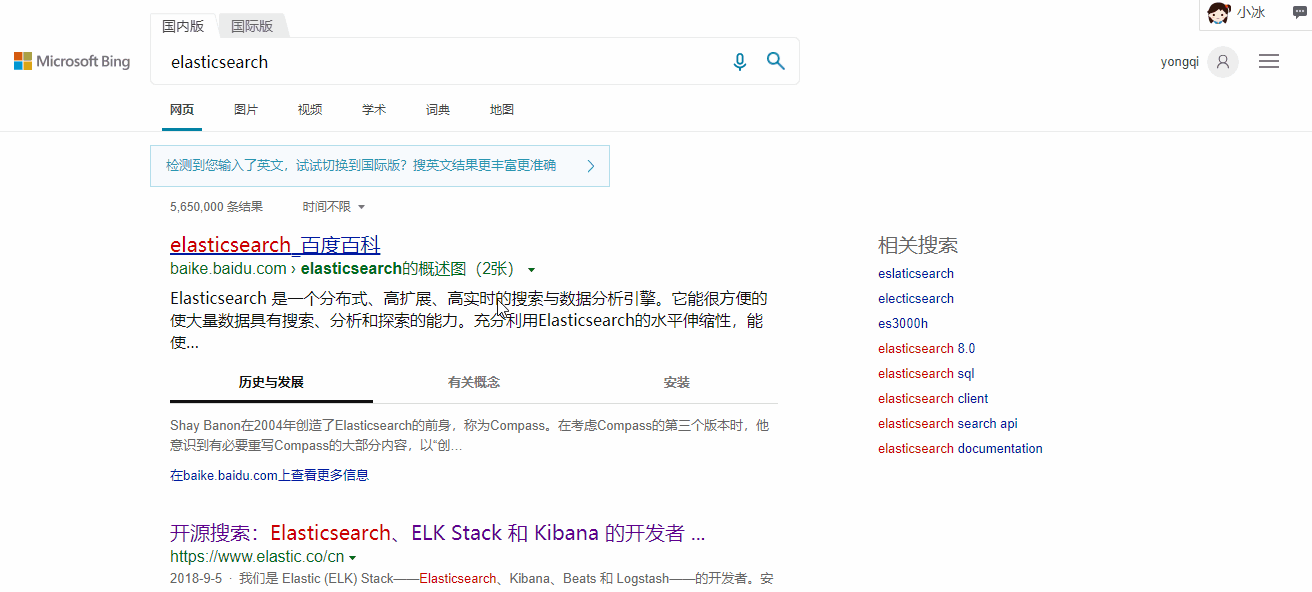 国内版 国际版
小冰
Microsoft Bing
elasticsearch
yongqi
网页 图片 视频 学术 词典 地图
检测到您输入了英文，试试切换到国际版？搜英文结果更丰富更准确
5,650,000 条结果 时间不限
elasticsearch_百度百科
baike.baidu.com › elasticsearch的概述图（2张）
Elasticsearch 是一个分布式、高扩展、高实时的搜索与数据分析引擎。它能很方便的
使大量数据具有搜索、分析和探索的能力。充分利用Elasticsearch的水平伸缩性，能
使...
历史与发展 有关概念 安装
Shay Banon在2004年创造了Elasticsearch的前身，称为Compass。在考虑Compass的第三个版本时，他
意识到有必要重写Compass的大部分内容，以“创...
在baike.baidu.com上查看更多信息
开源搜索：Elasticsearch、ELK Stack 和 Kibana 的开发者 ...
https://www.elastic.co/cn
2018-9-5 · 我们是 Elastic (ELK) Stack——Elasticsearch、Kibana、Beats 和 Logstash——的开发者。安
相关搜索
eslaticsearch
electicsearch
es3000h
elasticsearch 8.0
elasticsearch sql
elasticsearch client
elasticsearch search api
elasticsearch documentation